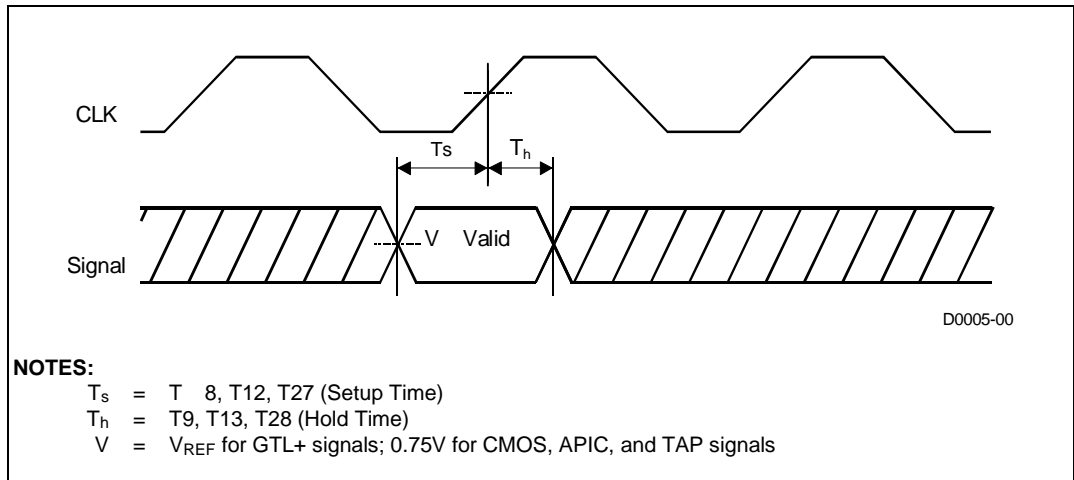 CLK
Ts Th
V Valid
Signal
D0005-00
NOTES:
Ts = T 8, T12, T27 (Setup Time)
Th = T9, T13, T28 (Hold Time)
V = VREF for GTL+ signals; 0.75V for CMOS, APIC, and TAP signals